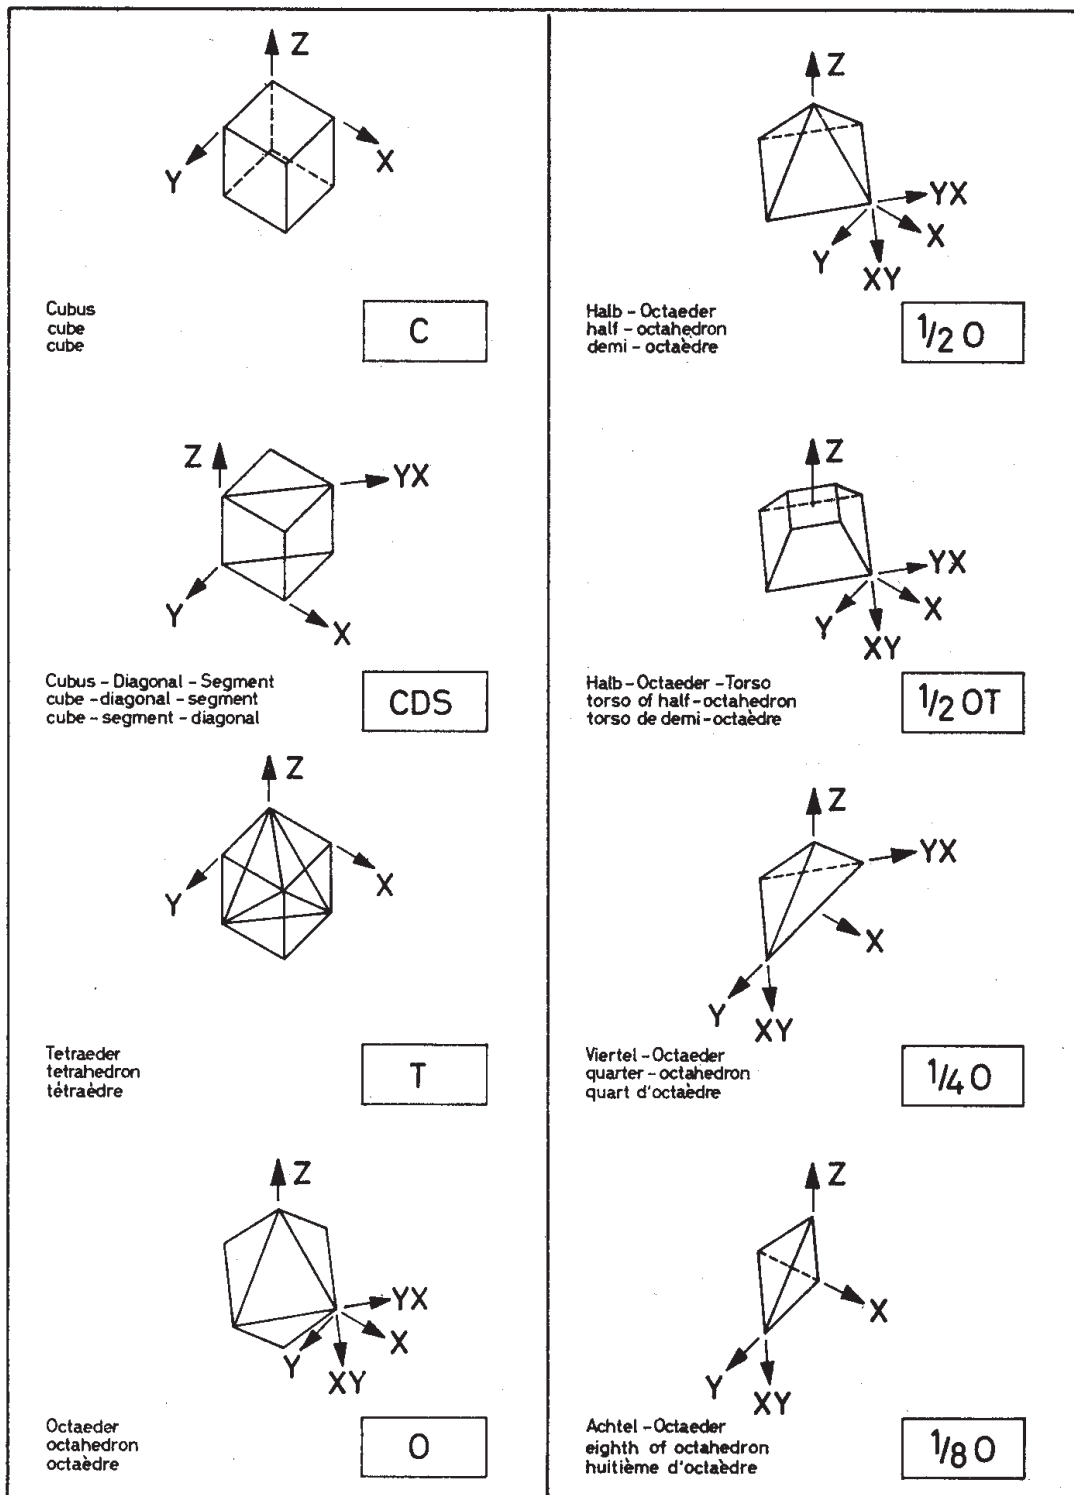 Z
Y
X
Cubus
cube
cube
C
Z
YX
Y
X
Cubus - Diagonal - Segment
cube - diagonal - segment
cube - segment - diagonal
CDS
Z
Y
X
Tetraeder
tetrahedron
tétraèdre
T
Z
YX
X
Y
XY
Octaeder
octahedron
octaèdre
O
Z
YX
X
Y
XY
Halb - Octaeder
half - octahedron
demi - octaèdre
1/2 O
Z
YX
X
Y
XY
Halb - Octaeder - Torso
torso of half - octahedron
torso de demi - octaèdre
1/2 OT
Z
YX
X
Y
XY
Viertel - Octaeder
quarter - octahedron
quart d'octaèdre
1/4 O
Z
X
Y
XY
Achtel - Octaeder
eighth of octahedron
huitième d'octaèdre
1/8 O